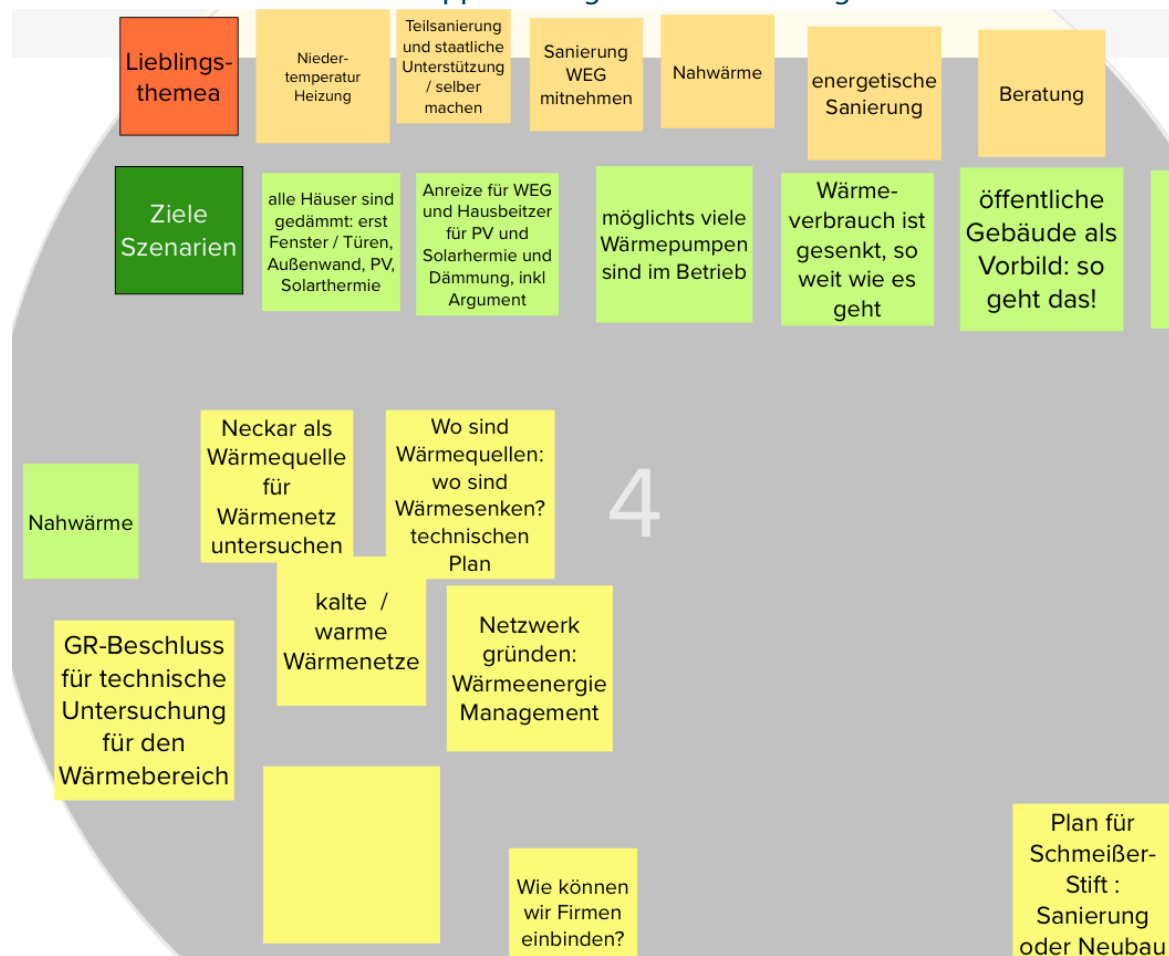 Lieblings-
themea
Nieder-
temperatur
Heizung
Teilsanierung
und staatliche
Unterstützung
/ selber
machen
Sanierung
WEG
mitnehmen
Nahwärme
energetische
Sanierung
Beratung
Ziele
Szenarien
alle Häuser sind
gedämmt: erst
Fenster / Türen,
Außenwand, PV,
Solarthermie
Anreize für WEG
und Hausbeitzer
für PV und
Solarhermie und
Dämmung, inkl
Argument
möglichts viele
Wärmepumpen
sind im Betrieb
Wärme-
verbrauch ist
gesenkt, so
weit wie es
geht
öffentliche
Gebäude als
Vorbild: so
geht das!
Nahwärme
Neckar als
Wärmequelle
für
Wärmenetz
untersuchen
Wo sind
Wärmequellen:
wo sind
Wärmesenken?
technischen
Plan
4
kalte /
warme
Wärmenetze
Netzwerk
gründen:
Wärmeenergie
Management
GR-Beschluss
für technische
Untersuchung
für den
Wärmebereich
Wie können
wir Firmen
einbinden?
Plan für
Schmeißer-
Stift :
Sanierung
oder Neubau